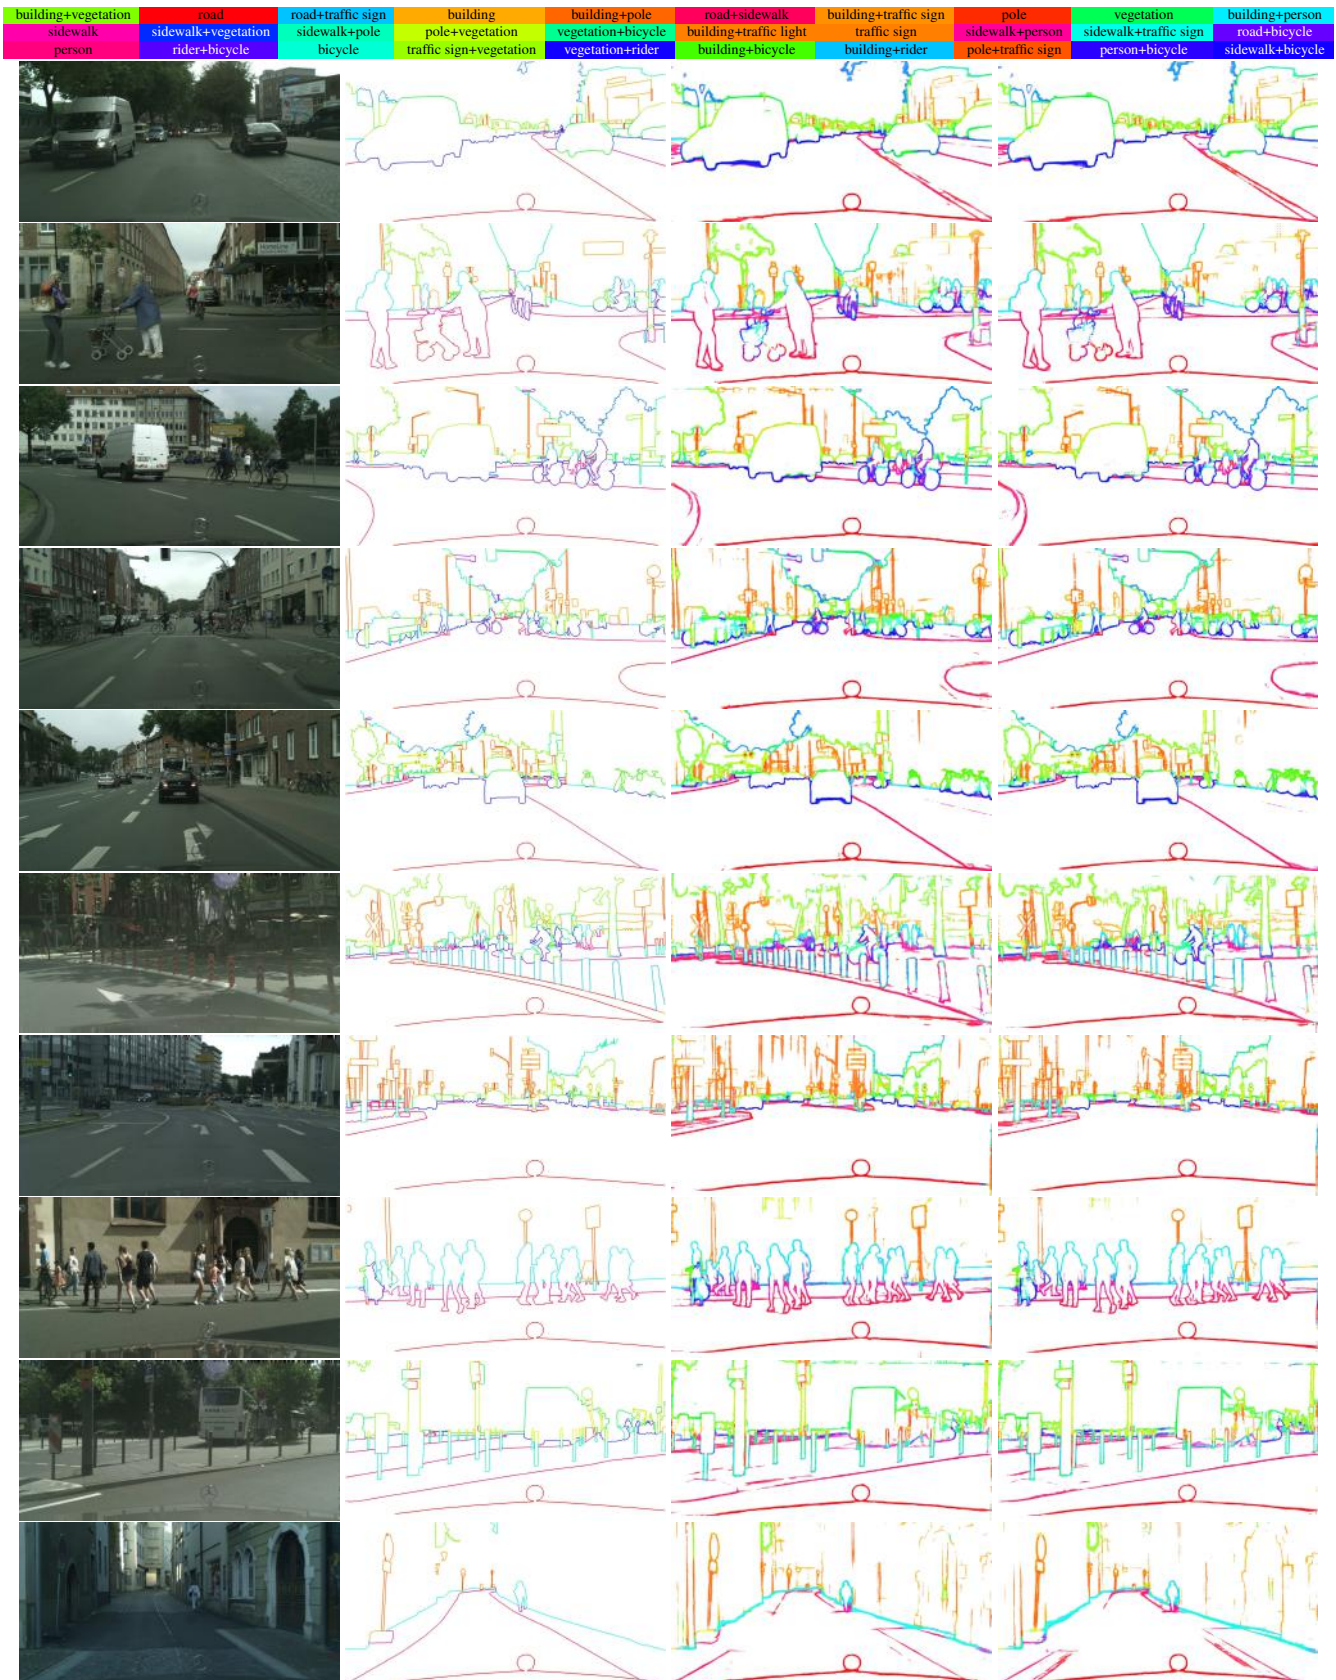 building+vegetation road road+traffic sign building building+pole road+sidewalk building+traffic sign pole vegetation building+person
sidewalk sidewalk+vegetation sidewalk+pole pole+vegetation vegetation+bicycle building+traffic light traffic sign sidewalk+person sidewalk+traffic sign road+bicycle
person rider+bicycle bicycle traffic sign+vegetation vegetation+rider building+bicycle building+rider pole+traffic sign person+bicycle sidewalk+bicycle